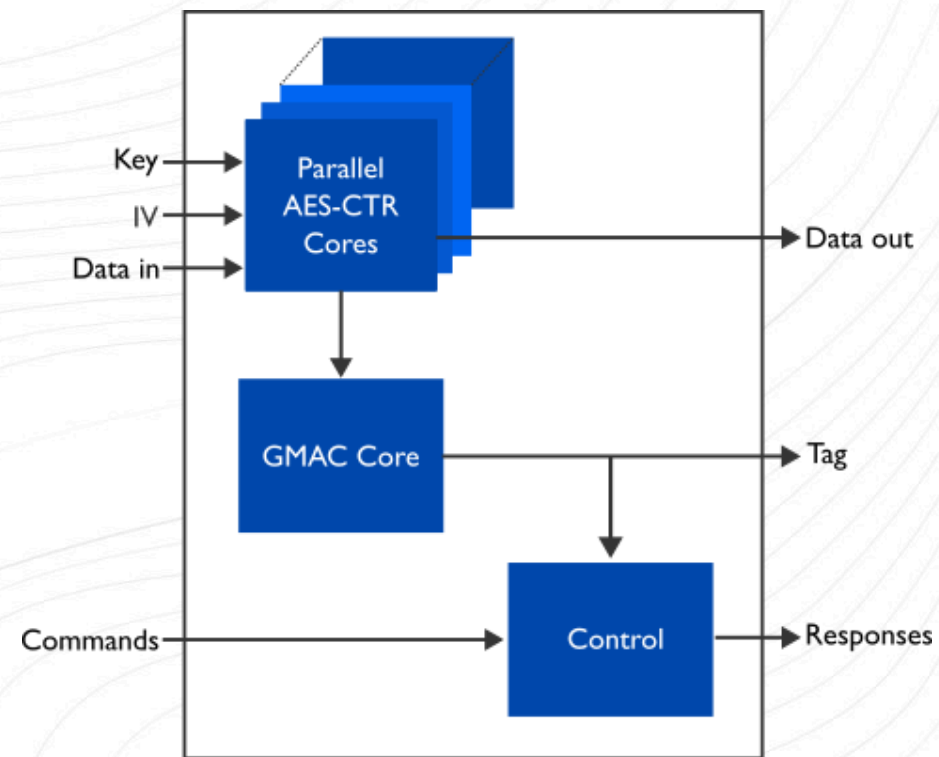 Key
IV
Data in
Parallel
AES-CTR
Cores
Data out
GMAC Core
Tag
Commands
Control
Responses